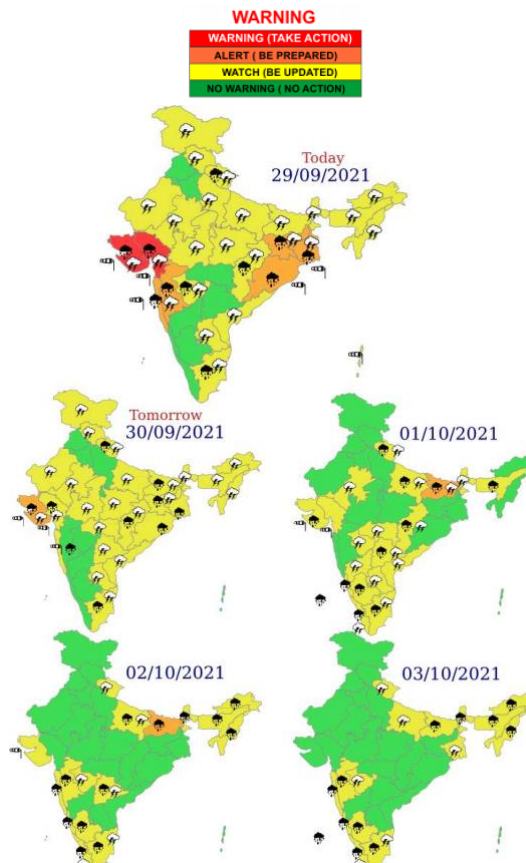 WARNING
WARNING (TAKE ACTION)
ALERT ( BE PREPARED)
WATCH (BE UPDATED)
NO WARNING ( NO ACTION)
Today
29/09/2021
Tomorrow
30/09/2021
01/10/2021
02/10/2021
03/10/2021